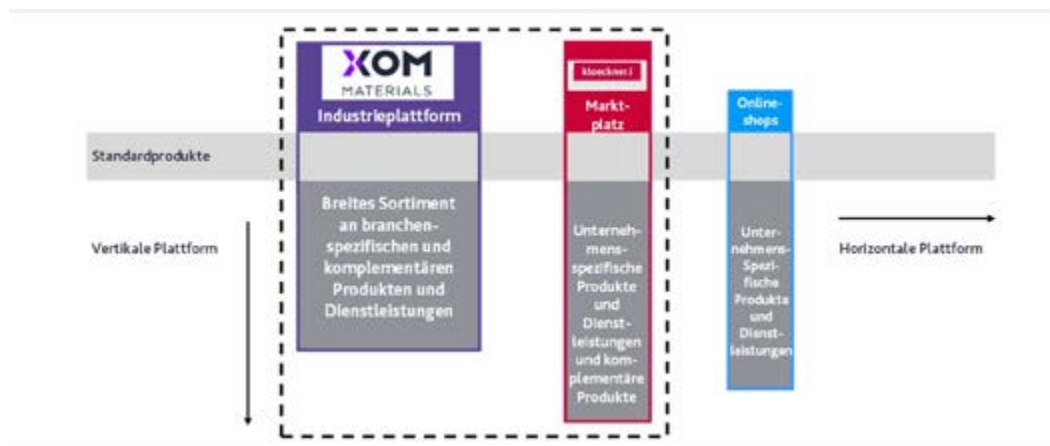 XOM
MATERIALS
Industrieplattform
kloeckner.i
Markt-
platz
Online-
shops
Standardprodukte
Vertikale Plattform
Breites Sortiment
an branchen-
spezifischen und
komplementären
Produkten und
Dienstleistungen
Unterneh-
mens-
spezifische
Produkte
und
Dienst-
leistungen
und kom-
plementäre
Produkte
Unter-
nehmens-
Spezi-
fische
Produkte
und
Dienst-
leistungen
Horizontale Plattform